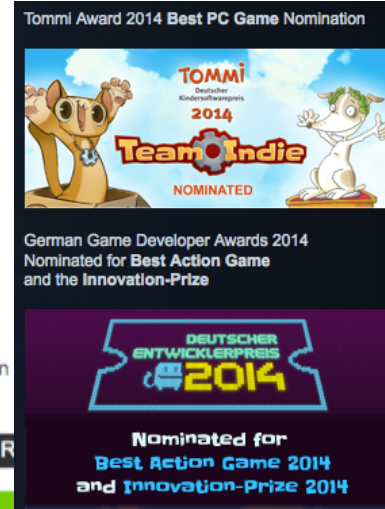 Tommi Award 2014 Best PC Game Nomination
TOMMi
Deutscher
Kindersoftwarepreis
2014
Team Indie
NOMINATED
German Game Developer Awards 2014
Nominated for Best Action Game
and the Innovation-Prize
DEUTSCHER
ENTWICKLERPREIS
2014
Nominated for
Best Action Game 2014
and Innovation-Prize 2014
n
R